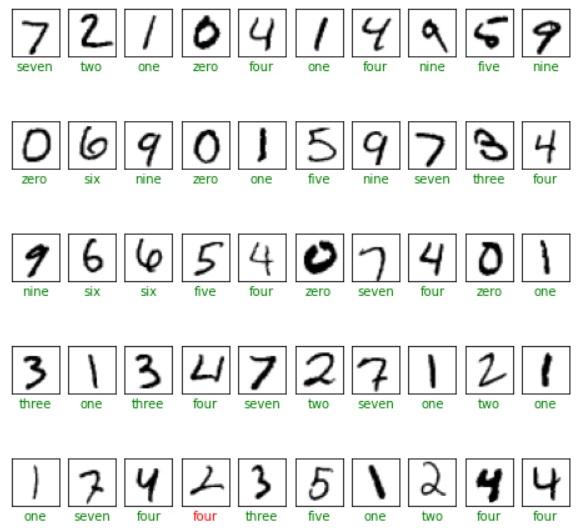 7 2 1 0 4 1 4 9 5 9
seven two one zero four one four nine five nine
0 6 9 0 1 5 9 7 3 4
zero six nine zero one five nine seven three four
9 6 6 5 4 0 7 4 0 1
nine six six five four zero seven four zero one
3 1 3 4 7 2 7 1 2 1
three one three four seven two seven one two one
1 7 4 2 3 5 1 2 4 4
one seven four four three five one two four four